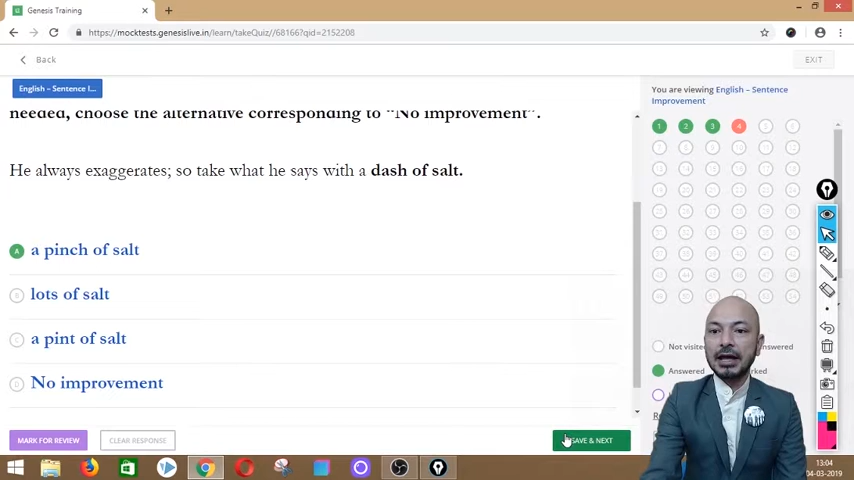 Genesis Training
https://mocktests.genesislive.in/learn/takeQuiz//68166?qid=2152208
Back
EXIT
English – Sentence I...
You are viewing English – Sentence Improvement
needed, choose the alternative corresponding to “No improvement”.
1 2 3 4 5 6
He always exaggerates; so take what he says with a dash of salt.
A a pinch of salt
B lots of salt
C a pint of salt
D No improvement
Not visited
Answered
MARK FOR REVIEW
CLEAR RESPONSE
SAVE & NEXT
13:04
04-03-2019